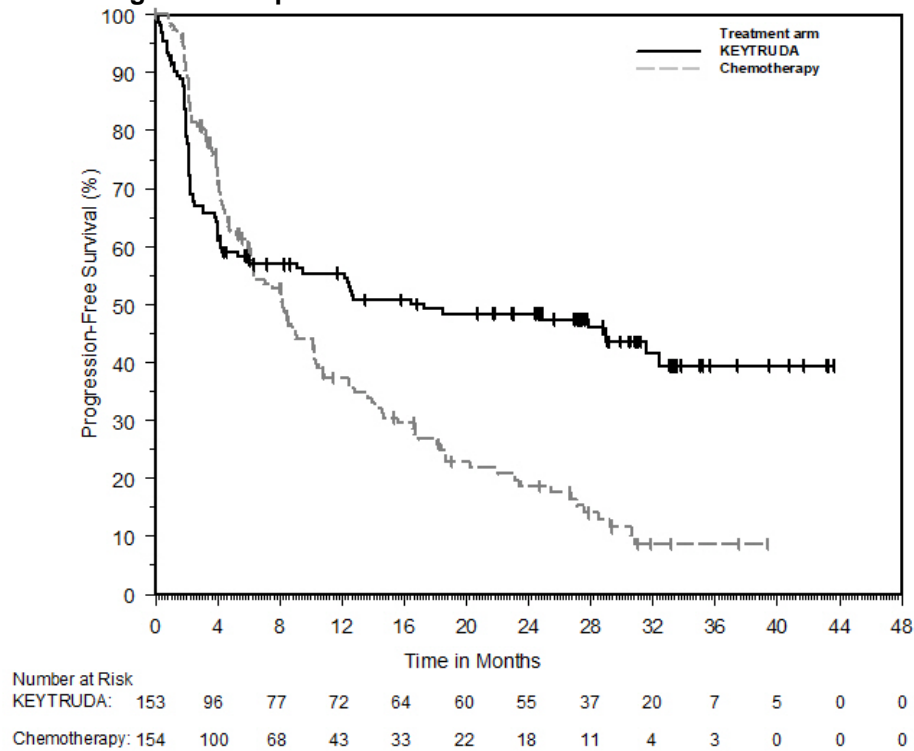 100
90
80
70
60
50
40
30
20
10
0
Progression-Free Survival (%)
Treatment arm
KEYTRUDA
Chemotherapy
0 4 8 12 16 20 24 28 32 36 40 44 48
Time in Months
Number at Risk
KEYTRUDA: 153 96 77 72 64 60 55 37 20 7 5 0 0
Chemotherapy: 154 100 68 43 33 22 18 11 4 3 0 0 0